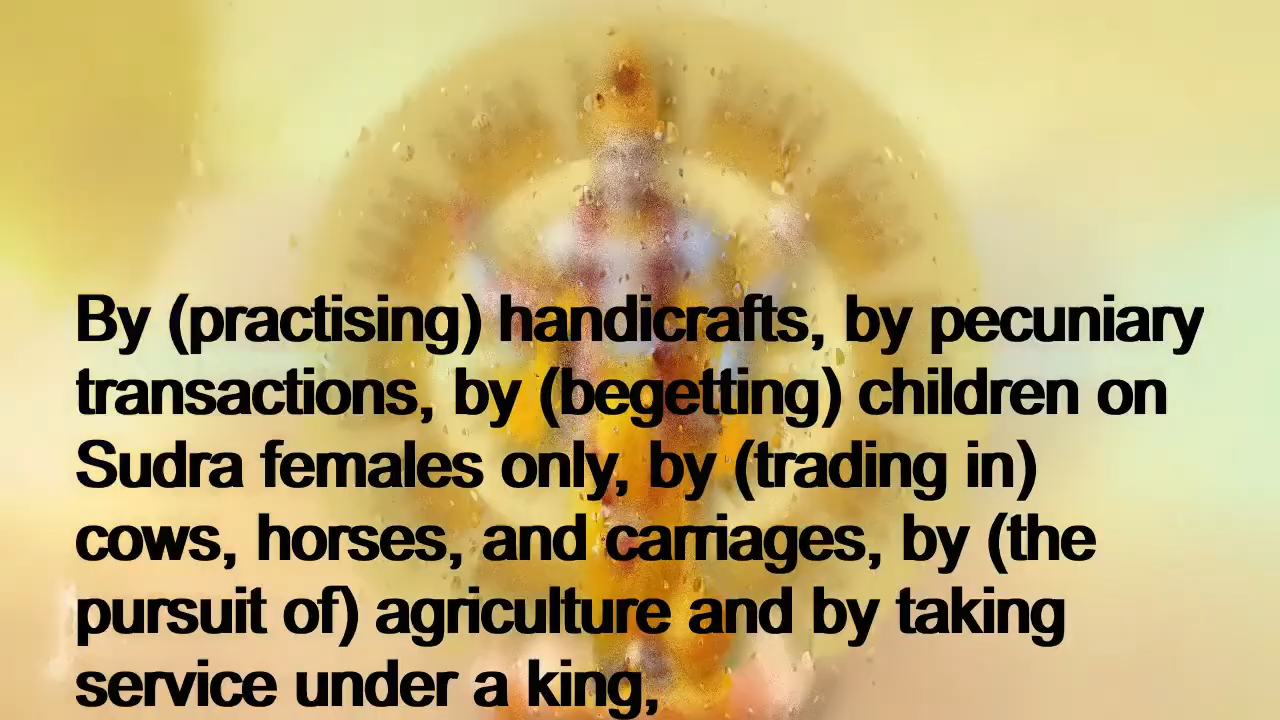 By (practising) handicrafts, by pecuniary
transactions, by (begetting) children on
Sudra females only, by (trading in)
cows, horses, and carriages, by (the
pursuit of) agriculture and by taking
service under a king,